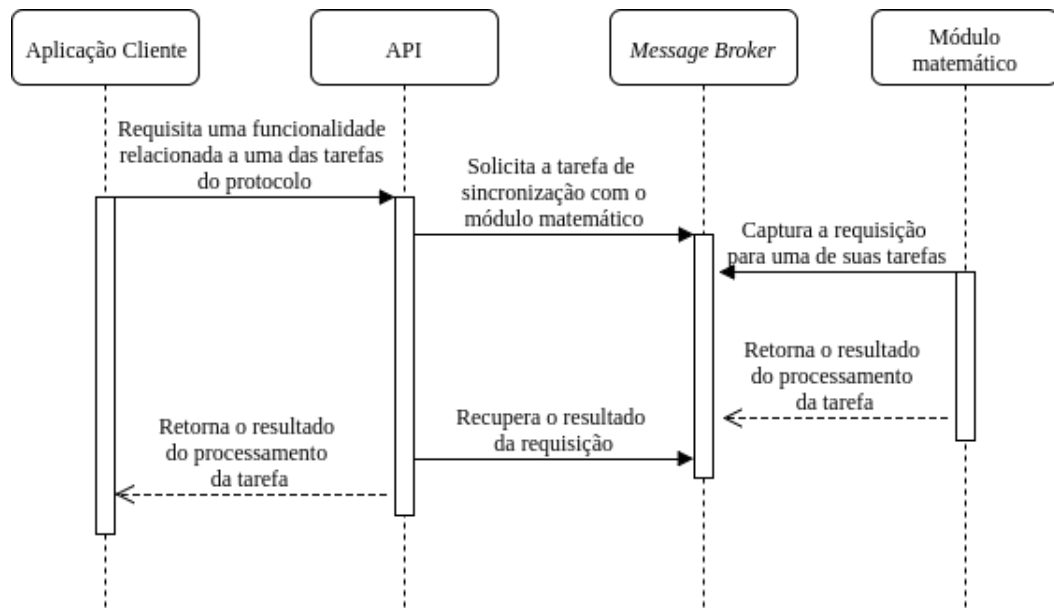 Aplicação Cliente
API
Message Broker
Módulo
matemático
Requisita uma funcionalidade
relacionada a uma das tarefas
do protocolo
Solicita a tarefa de
sincronização com o
módulo matemático
Captura a requisição
para uma de suas tarefas
Retorna o resultado
do processamento
da tarefa
Recupera o resultado
da requisição
Retorna o resultado
do processamento
da tarefa